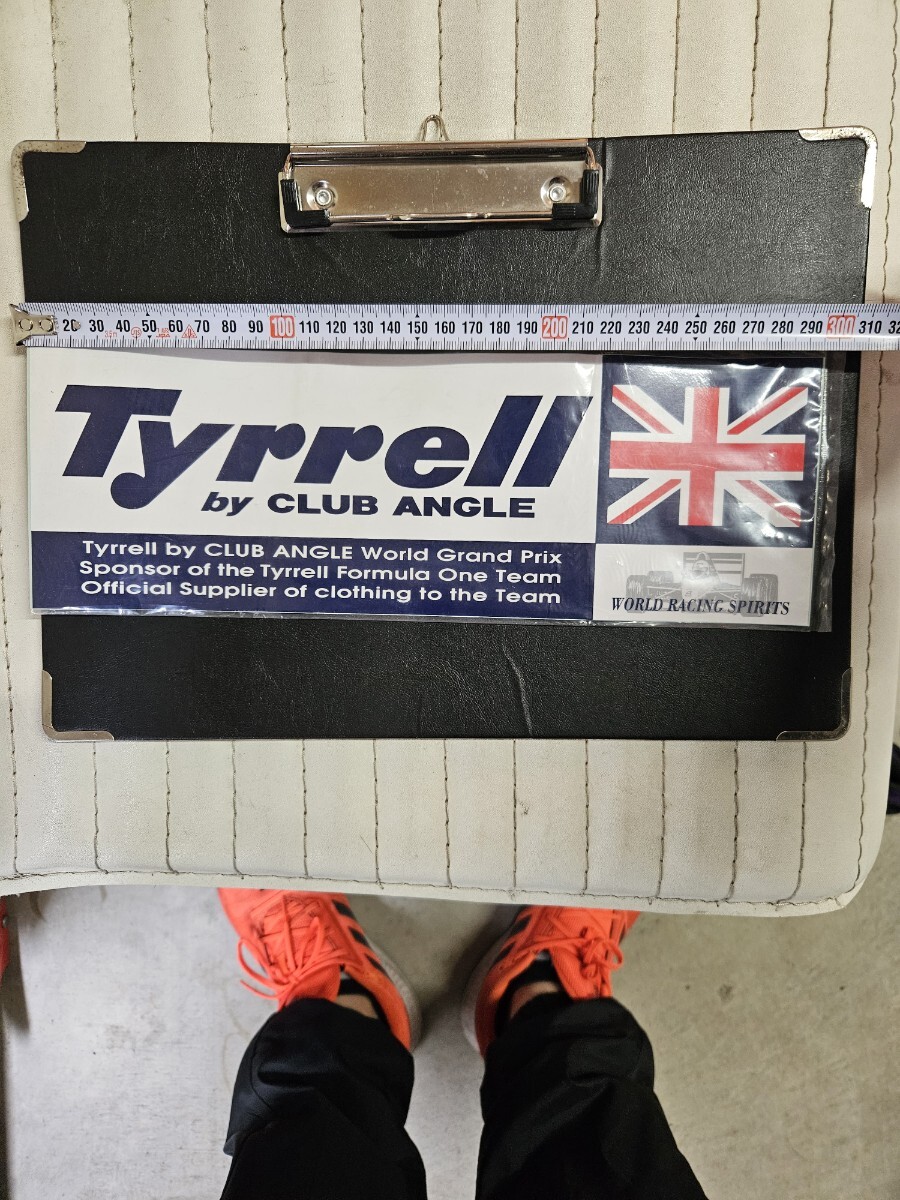 20 30 40 50 60 70 80 90 100 110 120 130 140 150 160 170 180 190 200 210 220 230 240 250 260 270 280 290 300 310 32
Tyrrell
by CLUB ANGLE
Tyrrell by CLUB ANGLE World Grand Prix
Sponsor of the Tyrrell Formula One Team
Official Supplier of clothing to the Team
WORLD RACING SPIRITS